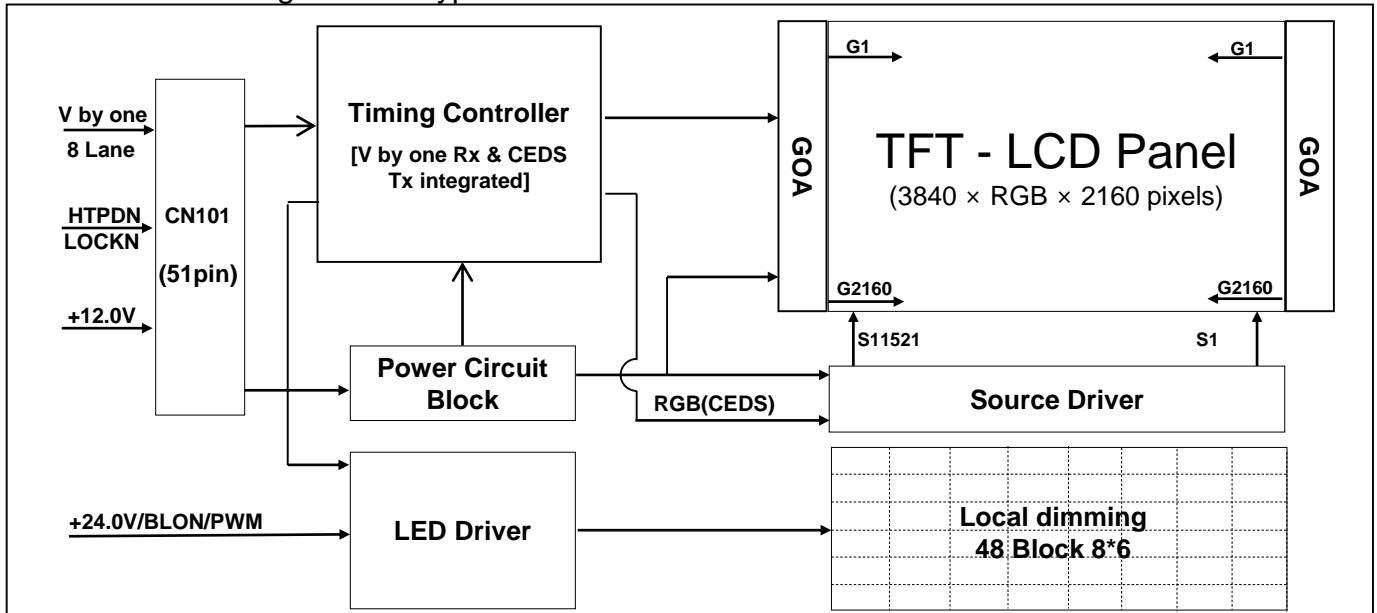 V by one
8 Lane
HTPDN
LOCKN
+12.0V
CN101
(51pin)
Timing Controller
[V by one Rx & CEDS
Tx integrated]
Power Circuit
Block
RGB(CEDS)
GOA
G1
G1
TFT - LCD Panel
(3840 × RGB × 2160 pixels)
GOA
G2160
G2160
S11521
S1
Source Driver
+24.0V/BLON/PWM
LED Driver
Local dimming
48 Block 8*6